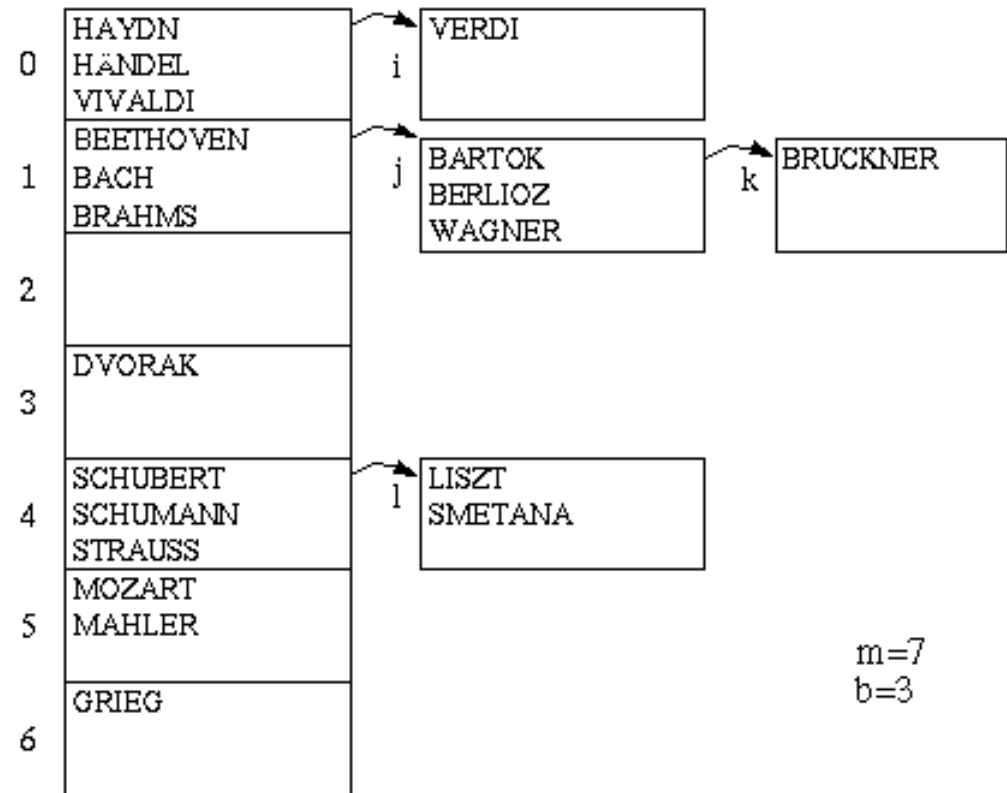 0
HAYDN
HÄNDEL
VIVALDI
i
VERDI
1
BEETHOVEN
BACH
BRAHMS
j
BARTOK
BERLIOZ
WAGNER
k
BRUCKNER
2
3
DVORAK
4
SCHUBERT
SCHUMANN
STRAUSS
l
LISZT
SMETANA
5
MOZART
MAHLER
6
GRIEG
m=7
b=3